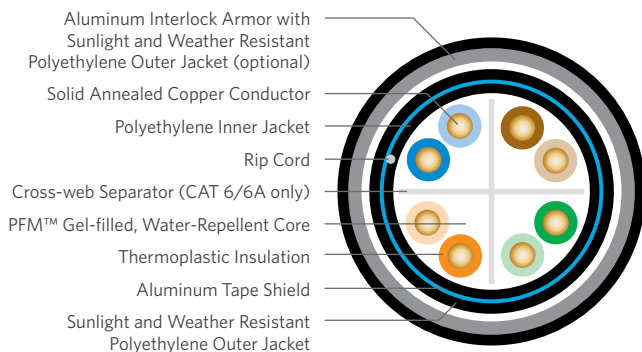 Aluminum Interlock Armor with
Sunlight and Weather Resistant
Polyethylene Outer Jacket (optional)
Solid Annealed Copper Conductor
Polyethylene Inner Jacket
Rip Cord
Cross-web Separator (CAT 6/6A only)
PFM™ Gel-filled, Water-Repellent Core
Thermoplastic Insulation
Aluminum Tape Shield
Sunlight and Weather Resistant
Polyethylene Outer Jacket